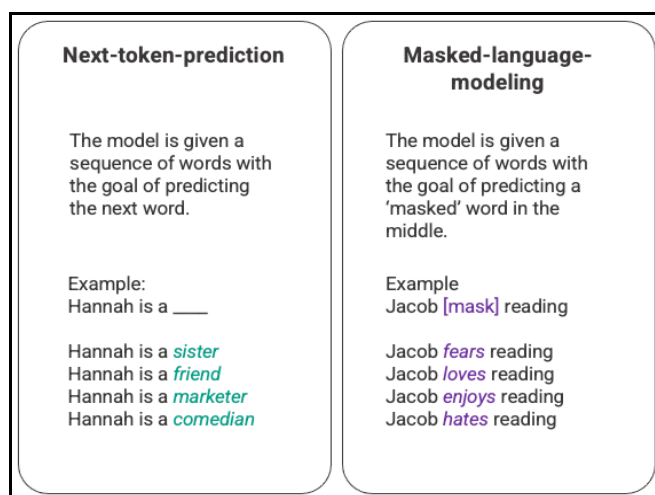 Next-token-prediction
The model is given a
sequence of words with
the goal of predicting
the next word.
Example:
Hannah is a ____
Hannah is a sister
Hannah is a friend
Hannah is a marketer
Hannah is a comedian
Masked-language-
modeling
The model is given a
sequence of words with
the goal of predicting a
‘masked’ word in the
middle.
Example
Jacob [mask] reading
Jacob fears reading
Jacob loves reading
Jacob enjoys reading
Jacob hates reading